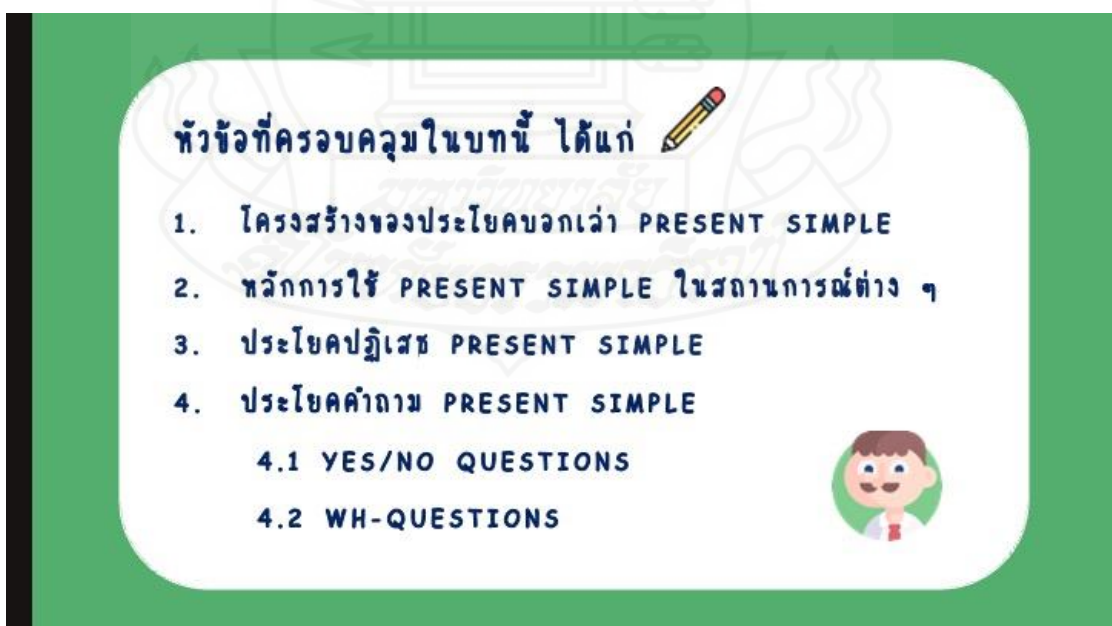 หัวข้อที่ครอบคลุมในบทนี้ ได้แก่
1. โครงสร้างของประโยคบอกเล่า PRESENT SIMPLE
2. หลักการใช้ PRESENT SIMPLE ในสถานการณ์ต่าง ๆ
3. ประโยคปฏิเสธ PRESENT SIMPLE
4. ประโยคคำถาม PRESENT SIMPLE
4.1 YES/NO QUESTIONS
4.2 WH-QUESTIONS